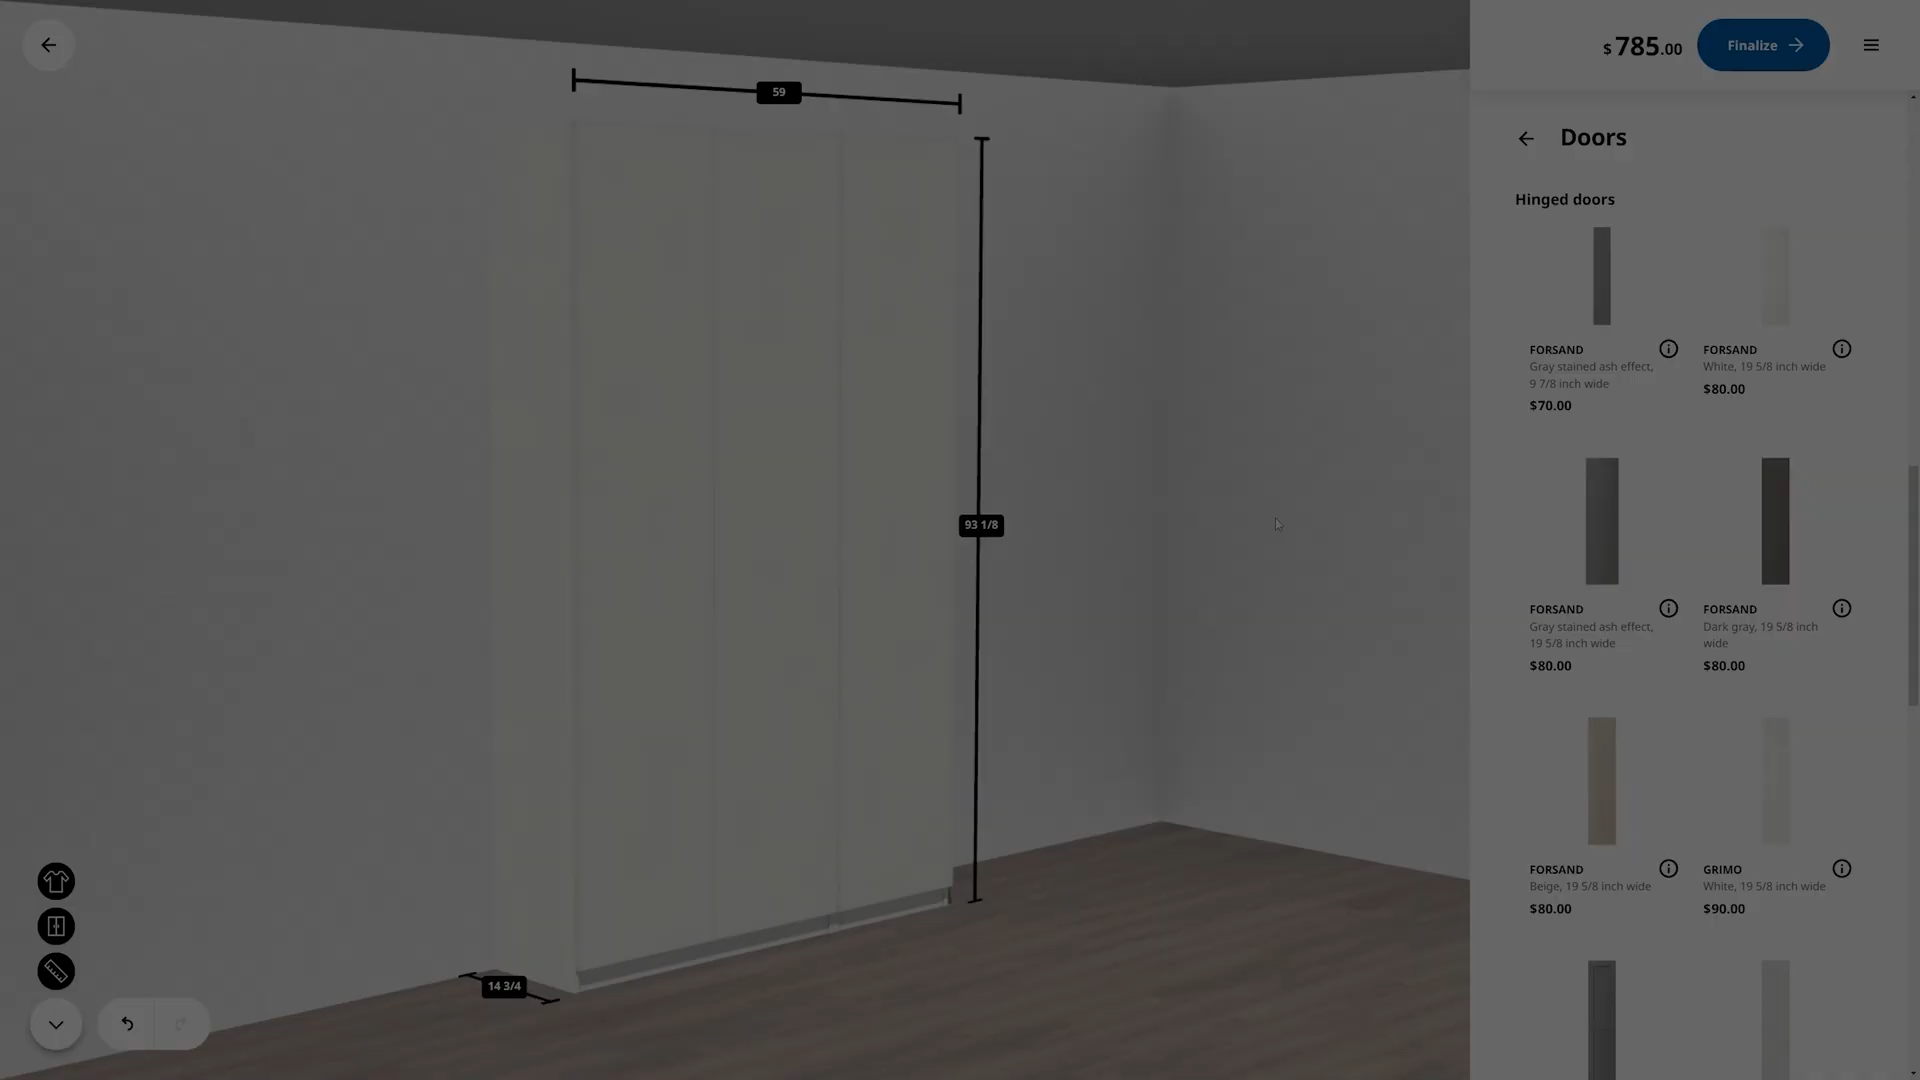 $785.00
Finalize
59
Doors
Hinged doors
FORSAND
Gray stained ash effect,
9 7/8 inch wide
$70.00
FORSAND
White, 19 5/8 inch wide
$80.00
93 1/8
FORSAND
Gray stained ash effect,
19 5/8 inch wide
$80.00
FORSAND
Dark gray, 19 5/8 inch
wide
$80.00
FORSAND
Beige, 19 5/8 inch wide
$80.00
GRIMO
White, 19 5/8 inch wide
$90.00
14 3/4